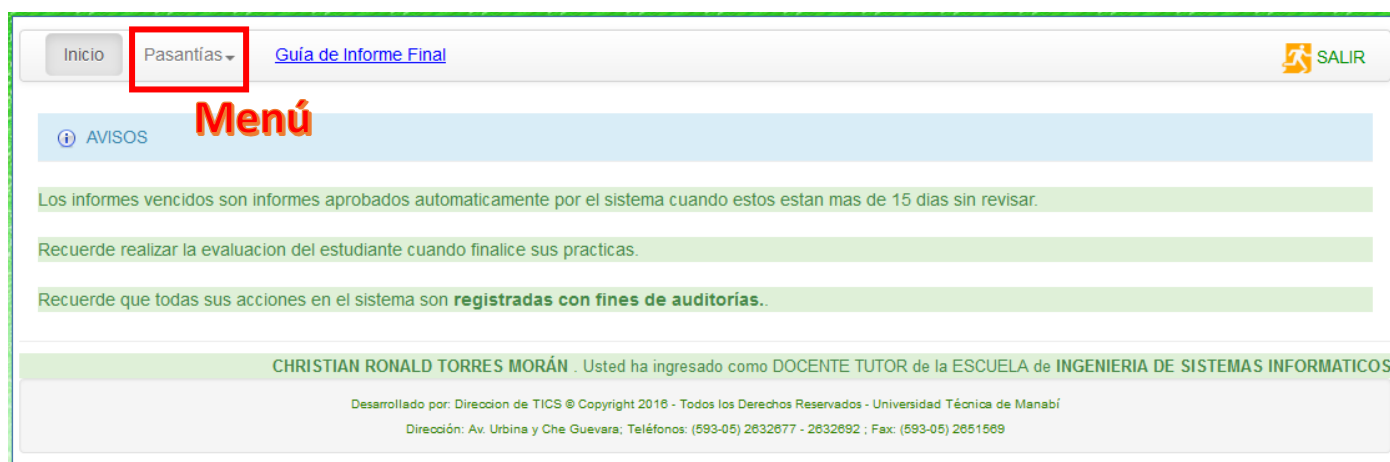 Inicio Pasantías Guía de Informe Final SALIR
Menú
AVISOS
Los informes vencidos son informes aprobados automaticamente por el sistema cuando estos estan mas de 15 dias sin revisar.
Recuerde realizar la evaluacion del estudiante cuando finalice sus practicas.
Recuerde que todas sus acciones en el sistema son registradas con fines de auditorías..
CHRISTIAN RONALD TORRES MORÁN . Usted ha ingresado como DOCENTE TUTOR de la ESCUELA de INGENIERIA DE SISTEMAS INFORMATICOS
Desarrollado por: Direccion de TICS @ Copyright 2016 - Todos los Derechos Reservados - Universidad Técnica de Manabí
Dirección: Av. Urbina y Che Guevara; Teléfonos: (593-05) 2632677 - 2632692 ; Fax: (593-05) 2651569